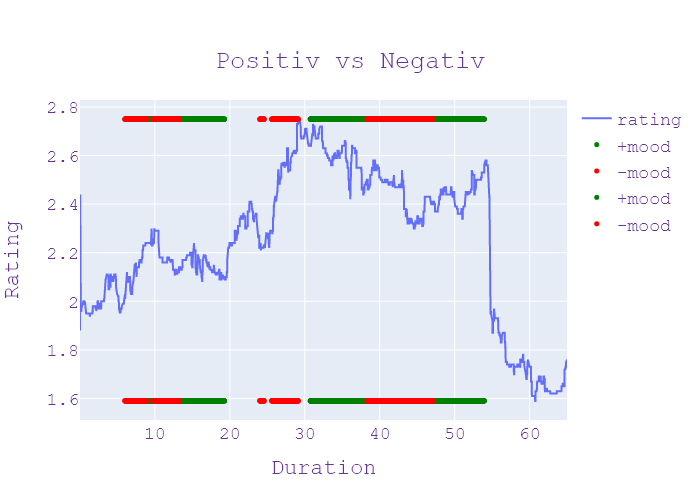 Positiv vs Negativ
2.8
2.6
2.4
2.2
2
1.8
1.6
Rating
10 20 30 40 50 60
Duration
rating
+mood
-mood
+mood
-mood